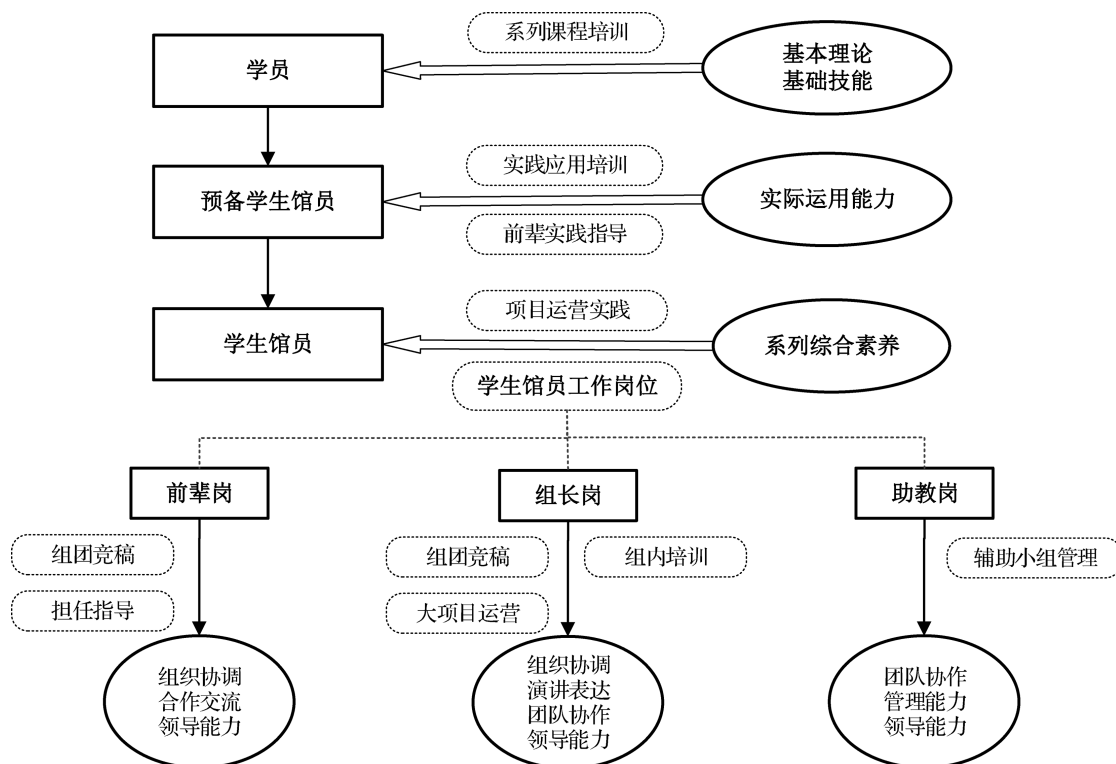 系列课程培训
学员
基本理论
基础技能
实践应用培训
预备学生馆员
实际运用能力
前辈实践指导
项目运营实践
学生馆员
系列综合素养
学生馆员工作岗位
前辈岗
组长岗
助教岗
组团竞稿
组团竞稿
组内培训
辅助小组管理
担任指导
大项目运营
组织协调
合作交流
领导能力
组织协调
演讲表达
团队协作
领导能力
团队协作
管理能力
领导能力